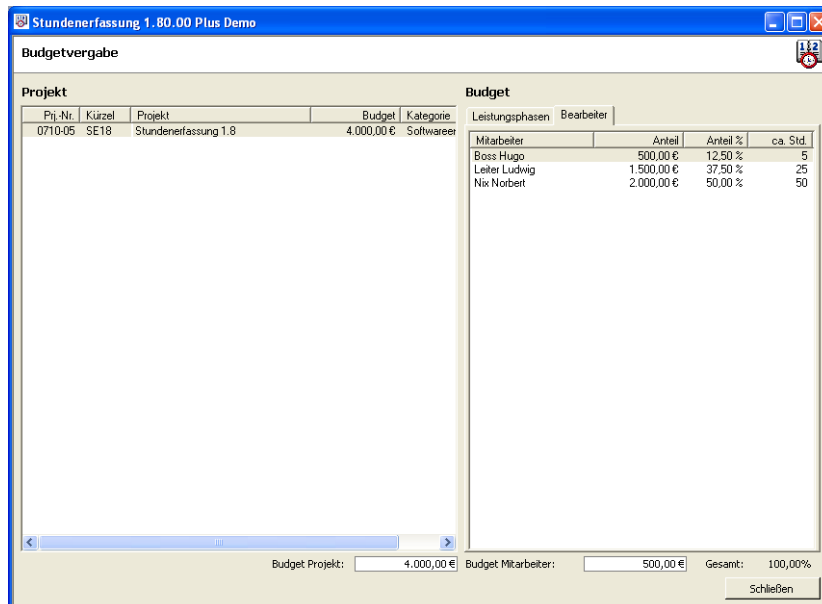 Stundenerfassung 1.80.00 Plus Demo
Budgetvergabe
Projekt
Prj.-Nr. Kürzel Projekt Budget Kategorie
0710-05 SE18 Stundenerfassung 1.8 4.000,00 € Softwareer
Budget Projekt: 4.000,00 €
Budget
Leistungsphasen Bearbeiter
Mitarbeiter Anteil Anteil % ca. Std.
Boss Hugo 500,00 € 12,50 % 5
Leiter Ludwig 1.500,00 € 37,50 % 25
Nix Norbert 2.000,00 € 50,00 % 50
Budget Mitarbeiter: 500,00 € Gesamt: 100,00%
Schließen